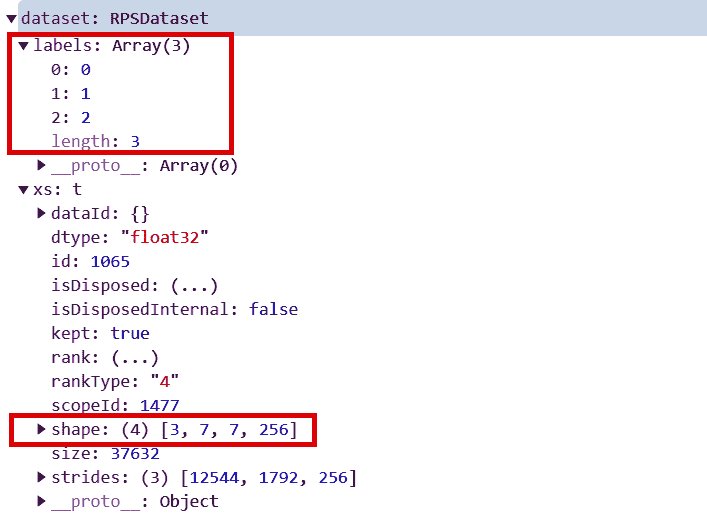 dataset: RPSDataset
labels: Array(3)
0: 0
1: 1
2: 2
length: 3
__proto__: Array(0)
xs: t
dataId: {}
dtype: "float32"
id: 1065
isDisposed: (...)
isDisposedInternal: false
kept: true
rank: (...)
rankType: "4"
scopeId: 1477
shape: (4) [3, 7, 7, 256]
size: 37632
strides: (3) [12544, 1792, 256]
__proto__: Object